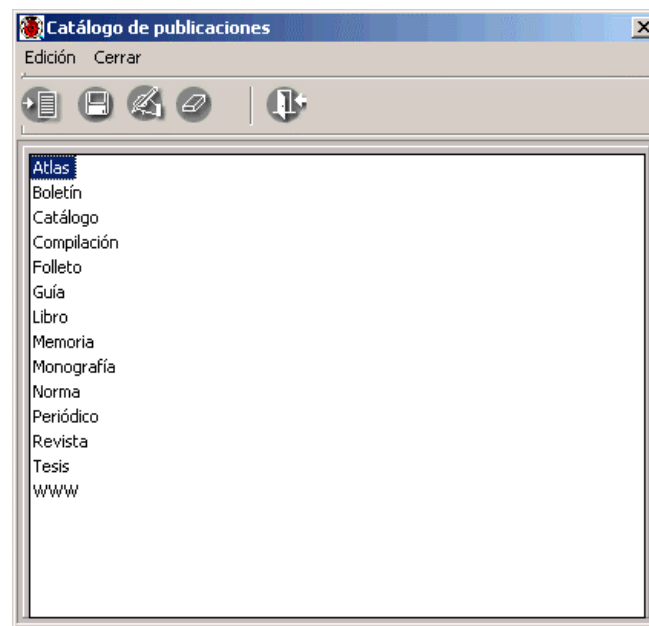 Catálogo de publicaciones
Edición Cerrar
Atlas
Boletín
Catálogo
Compilación
Folleto
Guía
Libro
Memoria
Monografía
Norma
Periódico
Revista
Tesis
WWW